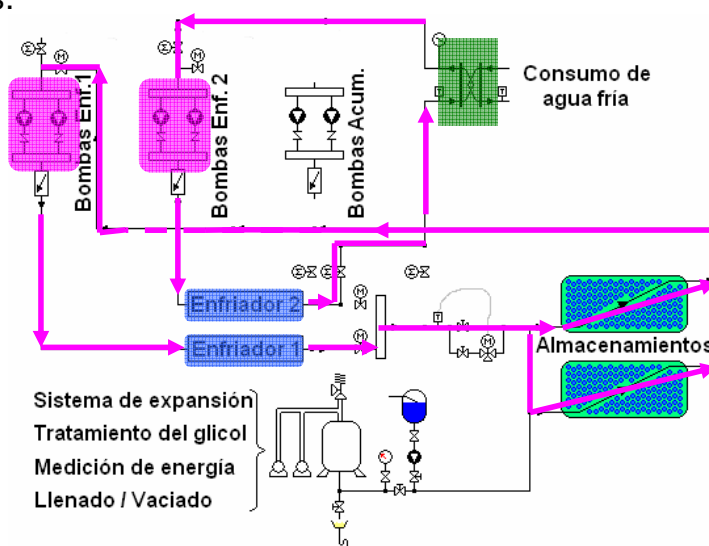 s.
Bombas Enf.1
Bombas Enf. 2
Bombas Acum.
Consumo de
agua fría
M
M
T
T
Enfriador 2
Enfriador 1
M
M
T
M
Almacenamientos
Sistema de expansión
Tratamiento del glicol
Medición de energía
Llenado / Vaciado